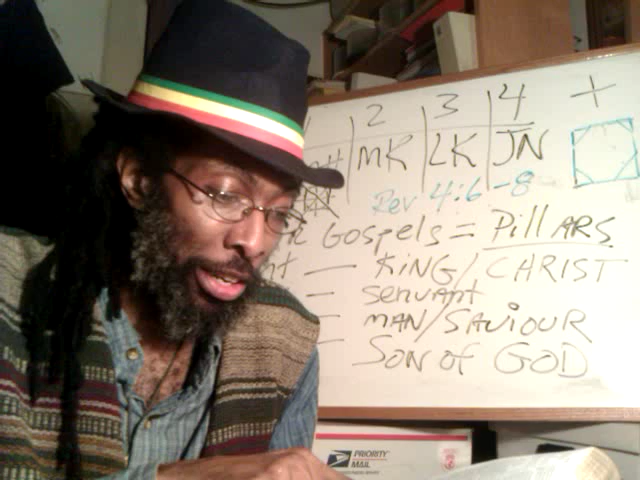 2 3 4 +
MK LK JN
Rev 4:6-8
Gospels = PillARS
KiNG/CHRIST
servant
MAN/SAViOUR
SoN of GOD
PRIORITY
MAIL